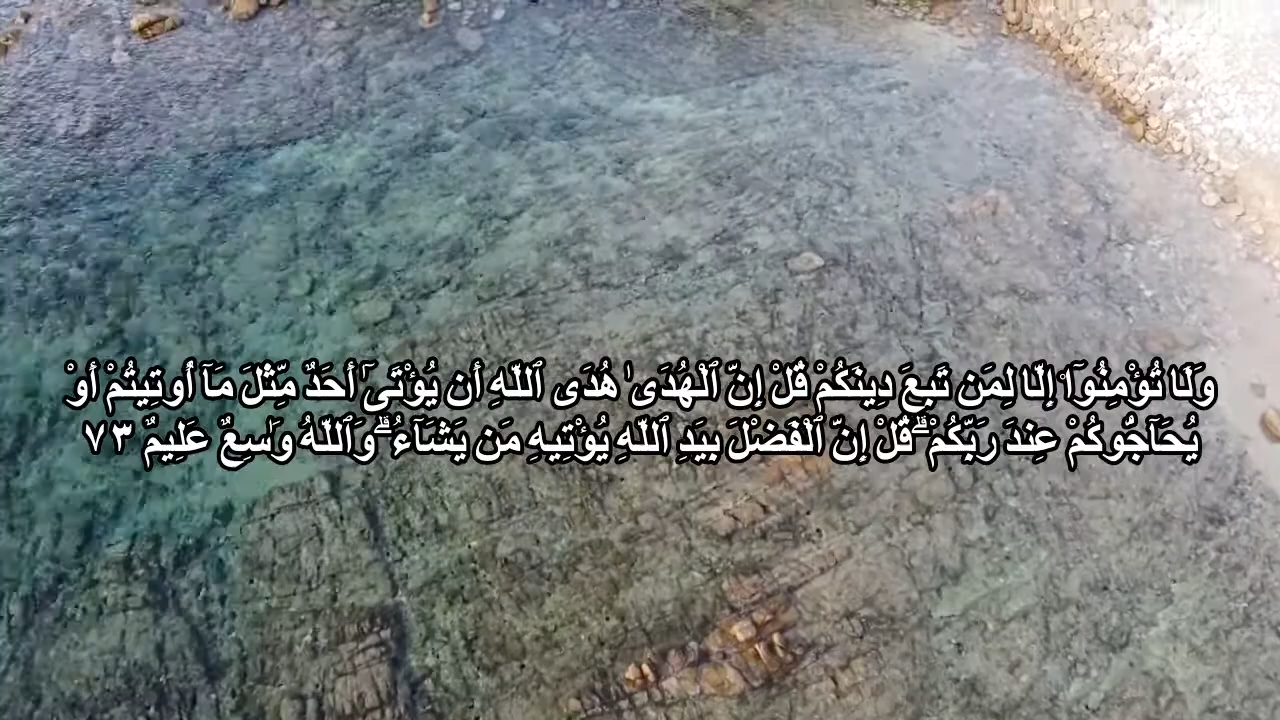 وَلَا تُؤْمِنُوٓا۟ إِلَّا لِمَن تَبِعَ دِينَكُمْ قُلْ إِنَّ ٱلْهُدَىٰ هُدَى ٱللَّهِ أَن يُؤْتَىٰٓ أَحَدٌ مِّثْلَ مَآ أُوتِيتُمْ أَوْ
يُحَآجُّوكُمْ عِندَ رَبِّكُمْ ۗ قُلْ إِنَّ ٱلْفَضْلَ بِيَدِ ٱللَّهِ يُؤْتِيهِ مَن يَشَآءُ ۗ وَٱللَّهُ وَٰسِعٌ عَلِيمٌ ٧٣